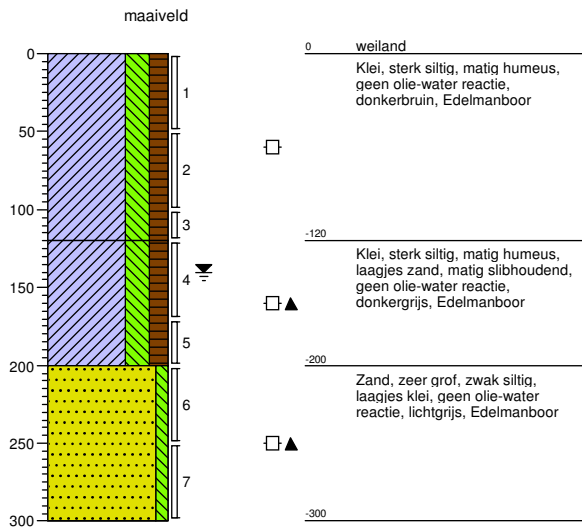 maaiveld
0
50
100
150
200
250
300
1
2
3
4
5
6
7
0 weiland
Klei, sterk siltig, matig humeus,
geen olie-water reactie,
donkerbruin, Edelmanboor
-120
Klei, sterk siltig, matig humeus,
laagjes zand, matig slibhoudend,
geen olie-water reactie,
donkergrijs, Edelmanboor
-200
Zand, zeer grof, zwak siltig,
laagjes klei, geen olie-water
reactie, lichtgrijs, Edelmanboor
-300